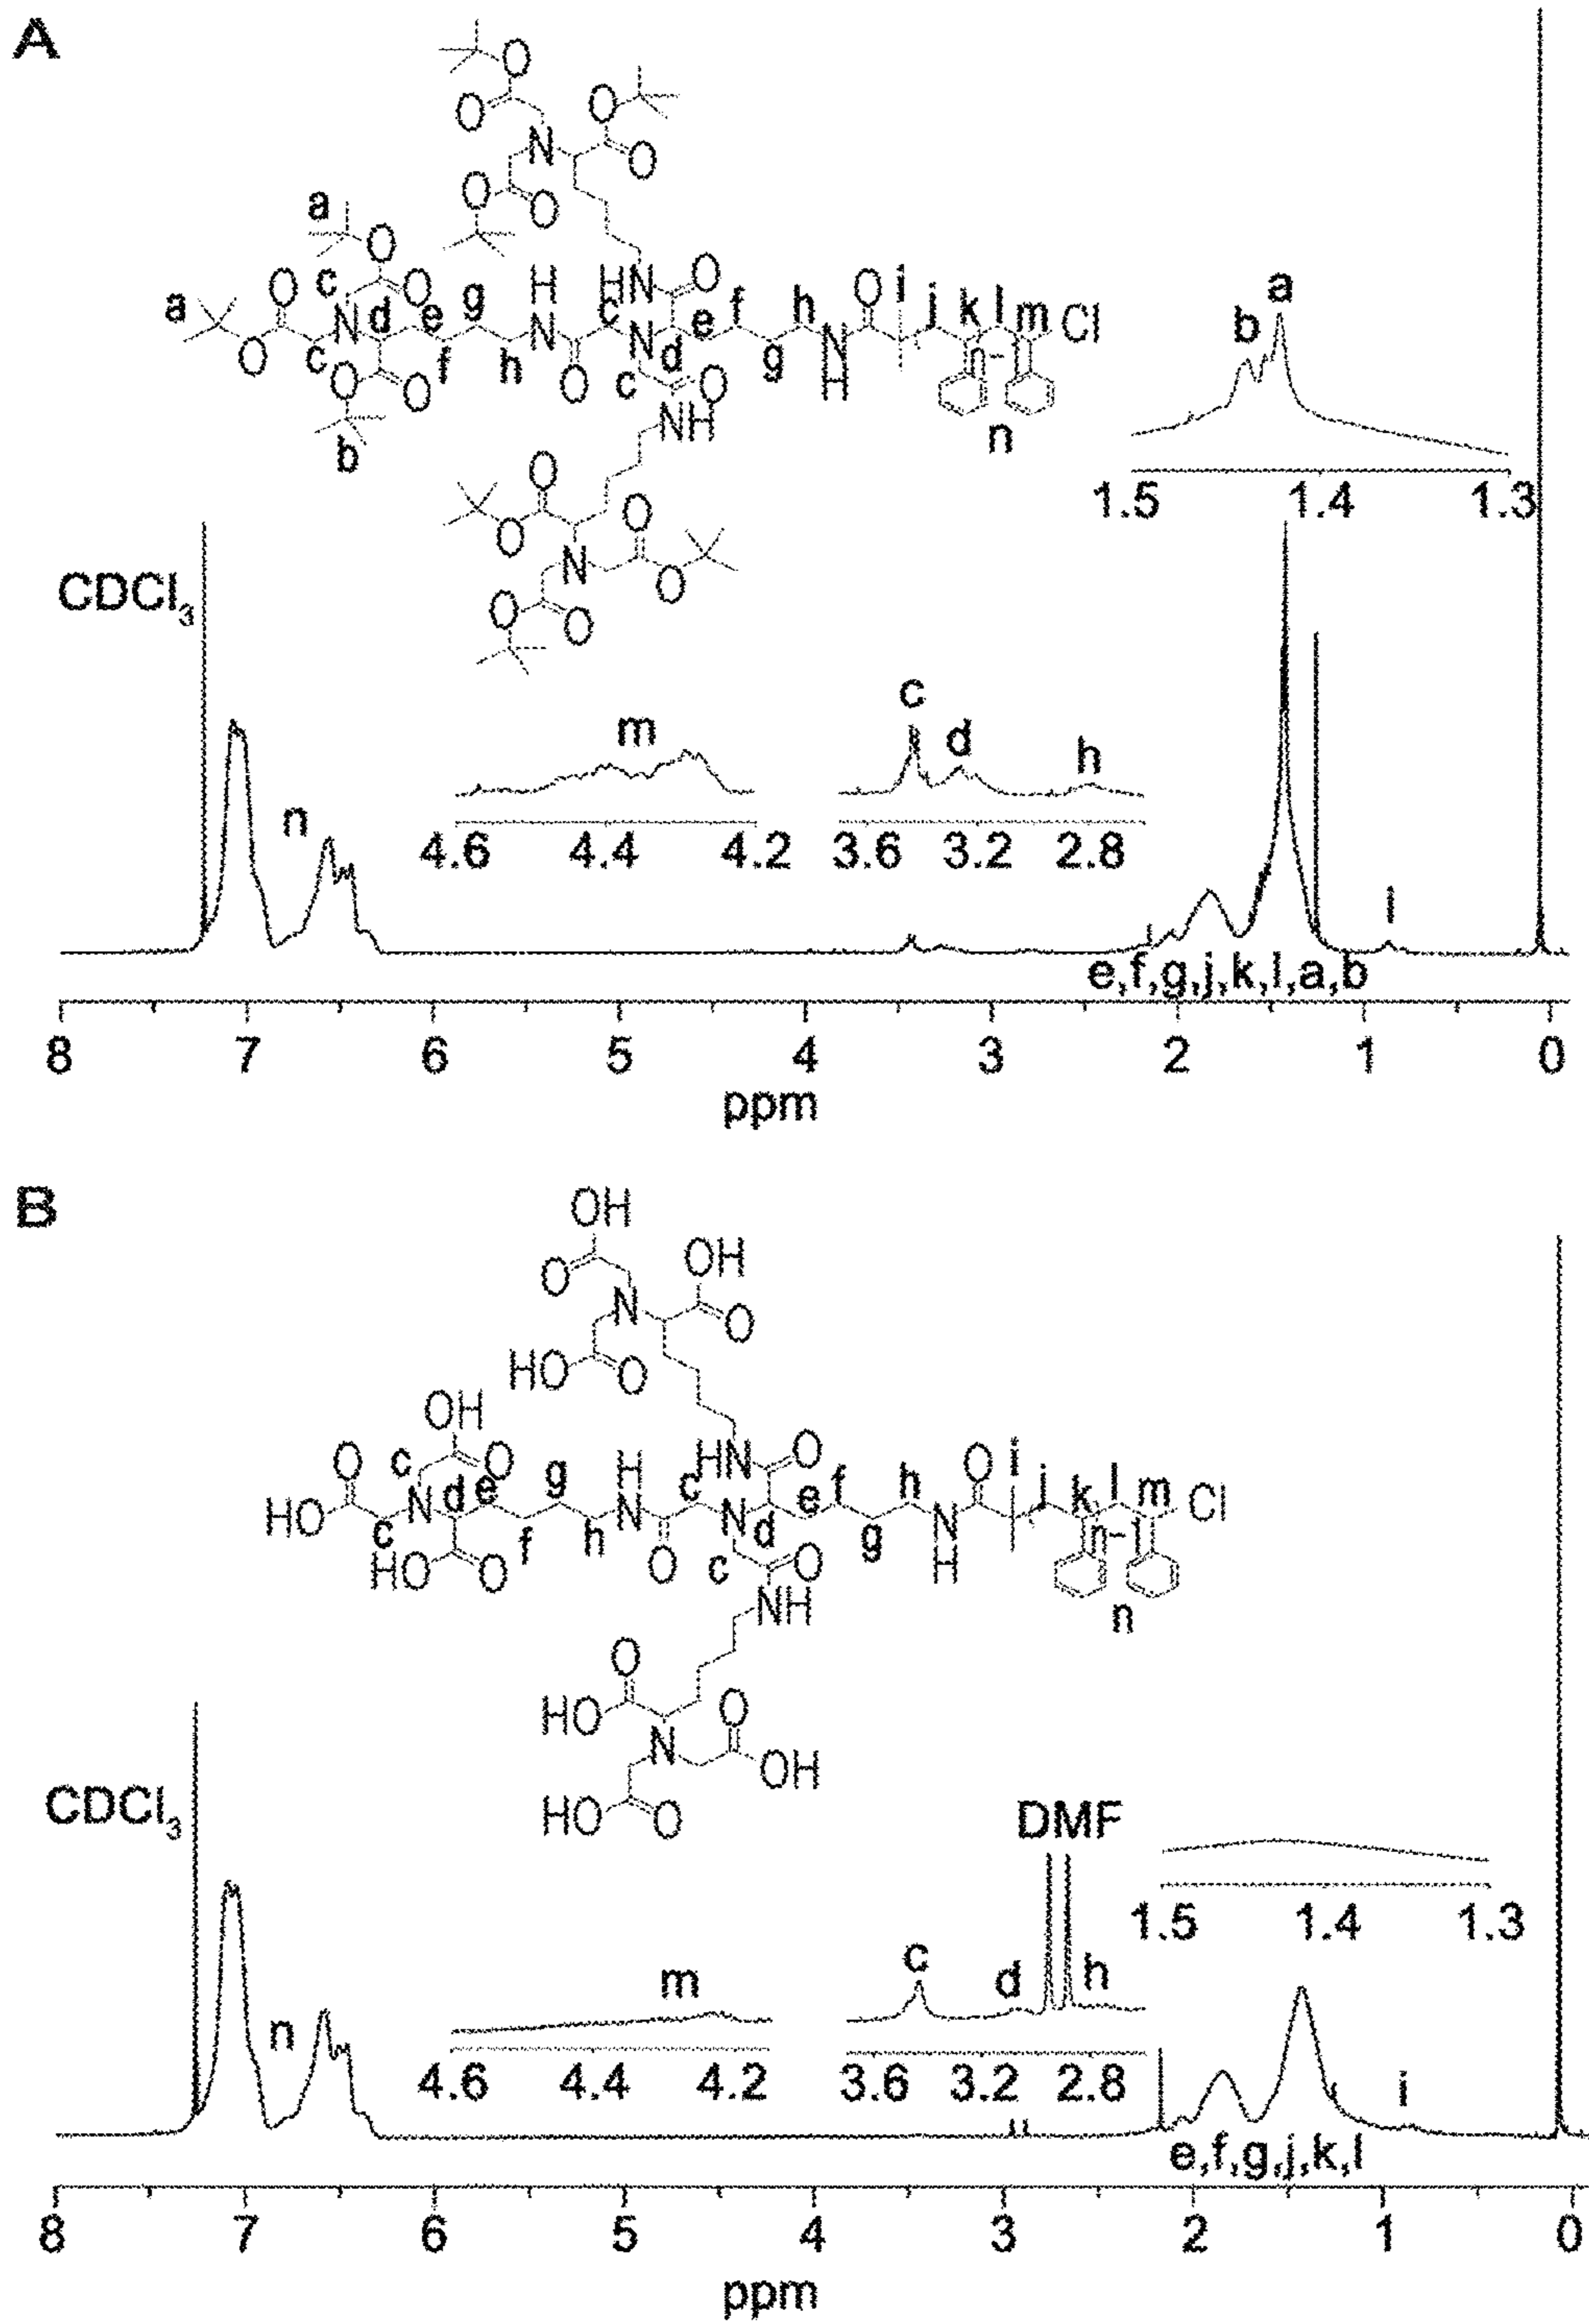 A
O
O
O
O
N
O
O
O
a
O
c
O
O
H
HN
O
a
N
d
e
g
N
c
N
e
f
h
O
i
j
k
l
m
Cl
O
c
O
O
f
h
O
c
d
O
g
N
H
n-1
b
NH
n
O
O
O
N
O
O
O
b
a
1.5
1.4
1.3
CDCl3
n
m
4.6
4.4
4.2
c
d
h
3.6
3.2
2.8
i
e,f,g,j,k,l,a,b
8
7
6
5
4
3
2
1
0
ppm
B
OH
O
OH
N
O
HO
O
OH
O
c
O
H
HN
O
HO
N
d
e
g
N
c
N
e
f
h
O
i
j
k
l
m
Cl
c
HO
O
f
h
O
c
d
O
g
N
H
n-1
NH
n
O
HO
O
N
OH
HO
O
CDCl3
DMF
1.5
1.4
1.3
n
m
4.6
4.4
4.2
c
d
h
3.6
3.2
2.8
i
e,f,g,j,k,l
8
7
6
5
4
3
2
1
0
ppm